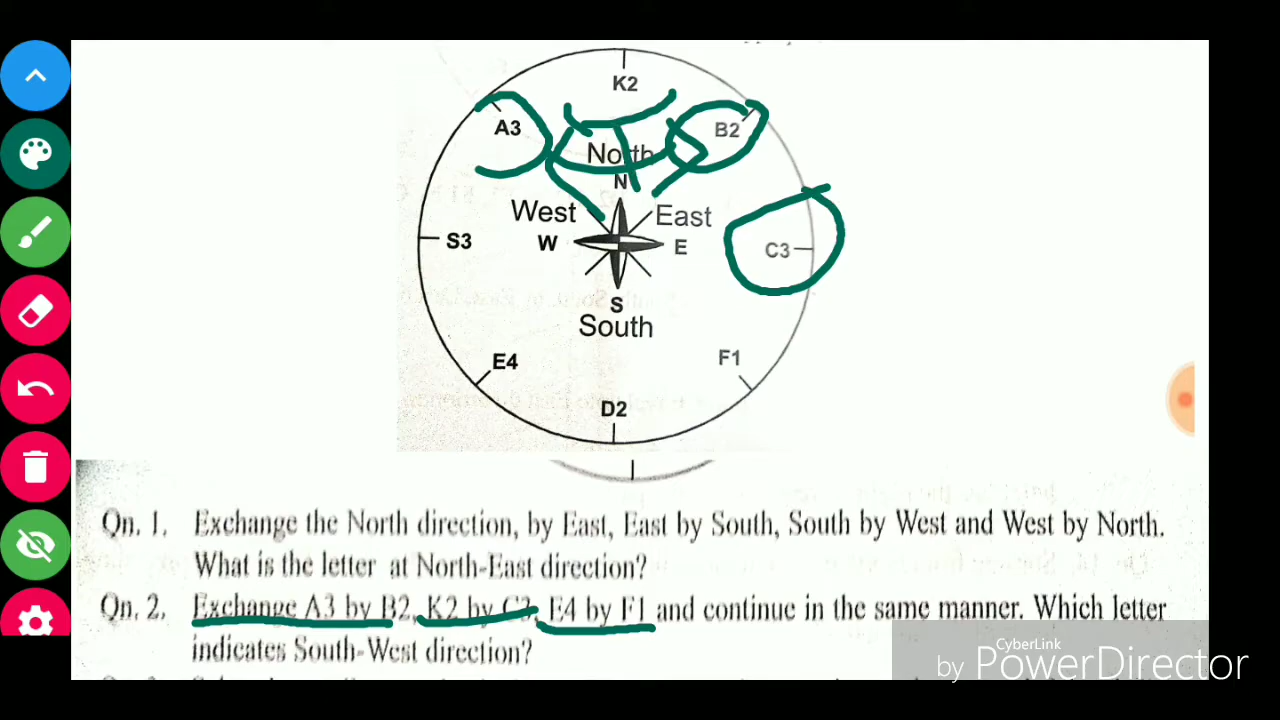 K2
A3
B2
North
N
West
East
S3
W
E
C3
S
South
E4
F1
D2
Qn. 1. Exchange the North direction, by East, East by South, South by West and West by North.
What is the letter at North-East direction?
Qn. 2. Exchange A3 by B2, K2 by C3, E4 by F1 and continue in the same manner. Which letter
indicates South-West direction?
CyberLink
by PowerDirector